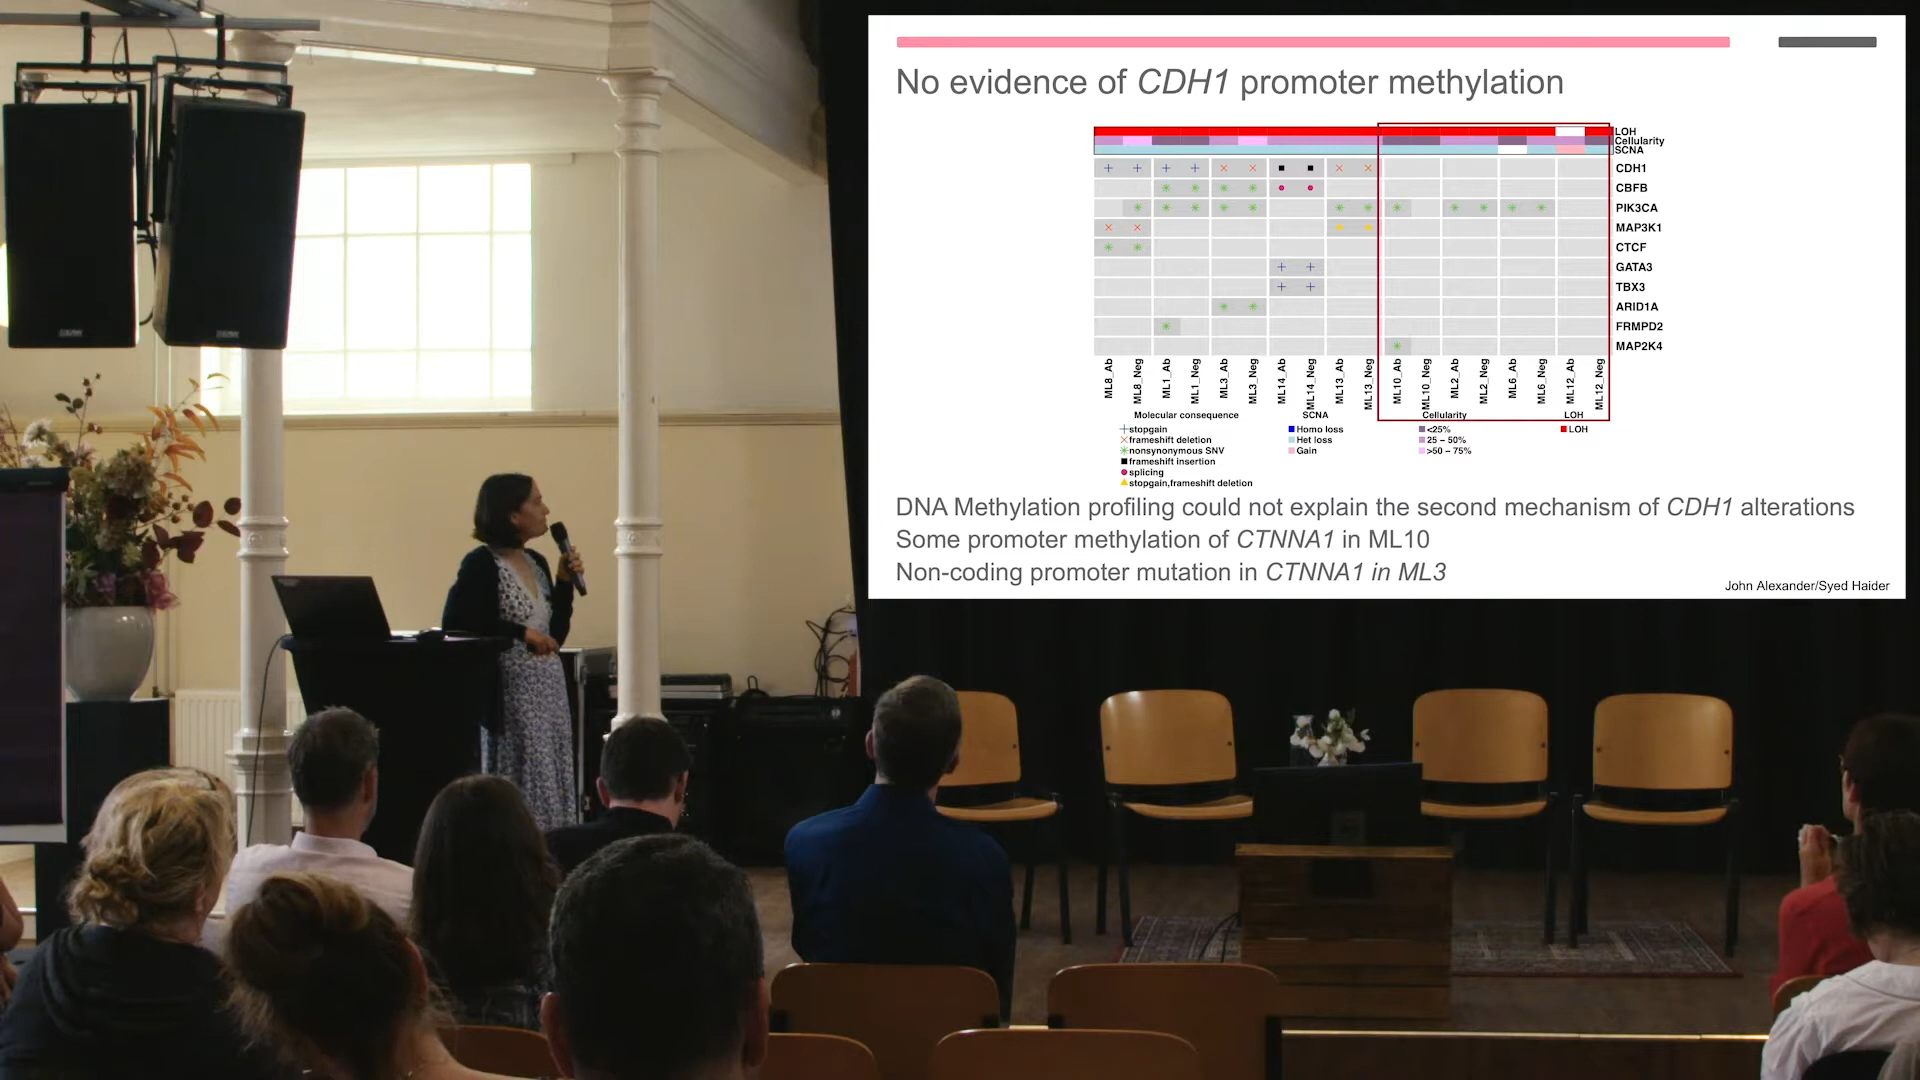 No evidence of CDH1 promoter methylation
LOH
Cellularity
SCNA
CDH1
CBFB
PIK3CA
MAP3K1
CTCF
GATA3
TBX3
ARID1A
FRMPD2
MAP2K4
ML8_Ab ML8_Neg ML1_Ab ML1_Neg ML3_Ab ML3_Neg ML14_Ab ML14_Neg ML13_Ab ML13_Neg ML10_Ab ML10_Neg ML2_Ab ML2_Neg ML6_Ab ML6_Neg ML12_Ab ML12_Neg
Molecular consequence SCNA Cellularity LOH
stopgain Homo loss <25% LOH
frameshift deletion Het loss 25 – 50%
nonsynonymous SNV Gain >50 – 75%
frameshift insertion
splicing
stopgain,frameshift deletion
DNA Methylation profiling could not explain the second mechanism of CDH1 alterations
Some promoter methylation of CTNNA1 in ML10
Non-coding promoter mutation in CTNNA1 in ML3
John Alexander/Syed Haider